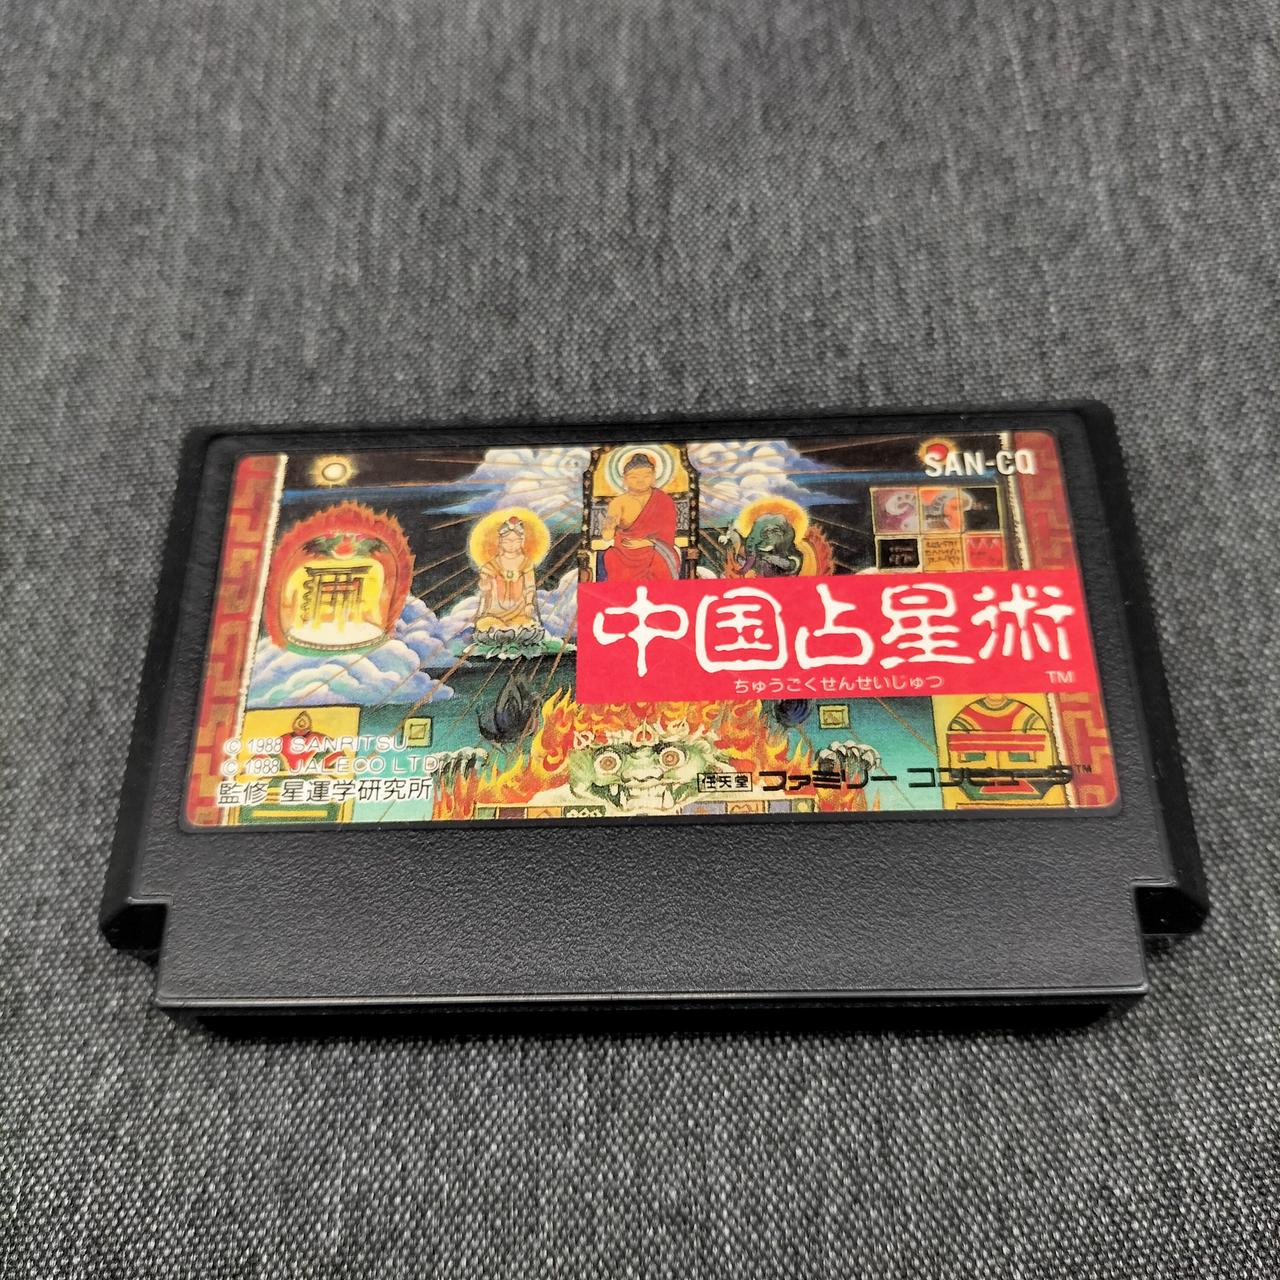 SAN-CQ
中国占星術
ちゅうごくせんせいじゅつ
TM
© 1988 SANRITSU
© 1988 JALECO LTD
監修 星運学研究所
任天堂 ファミリー コンピュータ TM